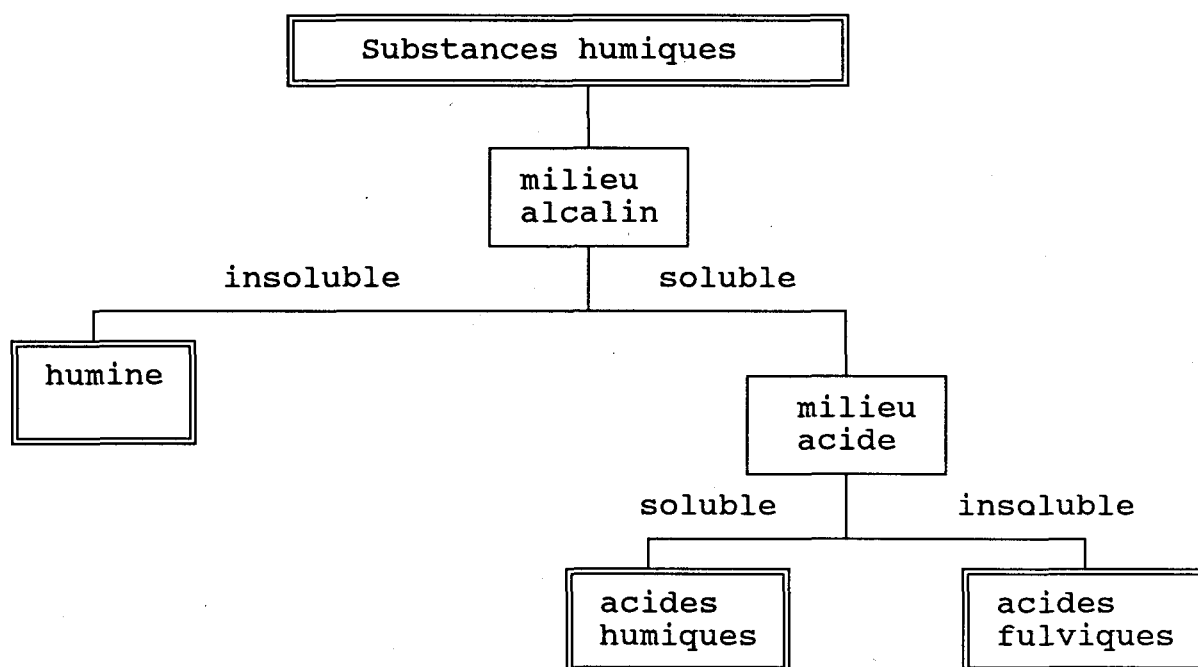 Substances humiques
milieu
alcalin
insoluble soluble
humine
milieu
acide
soluble insoluble
acides
humiques
acides
fulviques